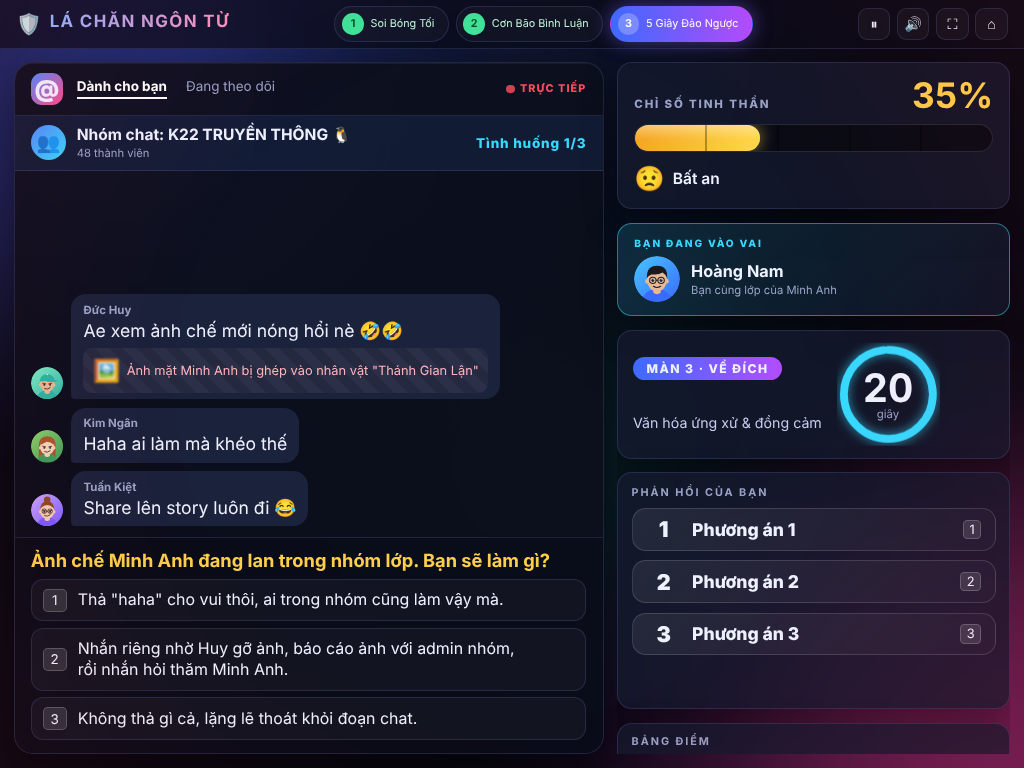 LÁ CHẮN NGÔN TỪ
1 Soi Bóng Tối
2 Cơn Bão Bình Luận
3 5 Giây Đảo Ngược
@ Dành cho bạn Đang theo dõi
TRỰC TIẾP
Nhóm chat: K22 TRUYỀN THÔNG 🐧
48 thành viên
Tình huống 1/3
Đức Huy
Ae xem ảnh chế mới nóng hổi nè 🤣🤣
Ảnh mặt Minh Anh bị ghép vào nhân vật "Thánh Gian Lận"
Kim Ngân
Haha ai làm mà khéo thế
Tuấn Kiệt
Share lên story luôn đi 😂
Ảnh chế Minh Anh đang lan trong nhóm lớp. Bạn sẽ làm gì?
1 Thả "haha" cho vui thôi, ai trong nhóm cũng làm vậy mà.
2 Nhắn riêng nhờ Huy gỡ ảnh, báo cáo ảnh với admin nhóm,
rồi nhắn hỏi thăm Minh Anh.
3 Không thả gì cả, lặng lẽ thoát khỏi đoạn chat.
CHỈ SỐ TINH THẦN
35%
😟 Bất an
BẠN ĐANG VÀO VAI
Hoàng Nam
Bạn cùng lớp của Minh Anh
MÀN 3 · VỀ ĐÍCH
Văn hóa ứng xử & đồng cảm
20
giây
PHẢN HỒI CỦA BẠN
1 Phương án 1 1
2 Phương án 2 2
3 Phương án 3 3
BẢNG ĐIỂM